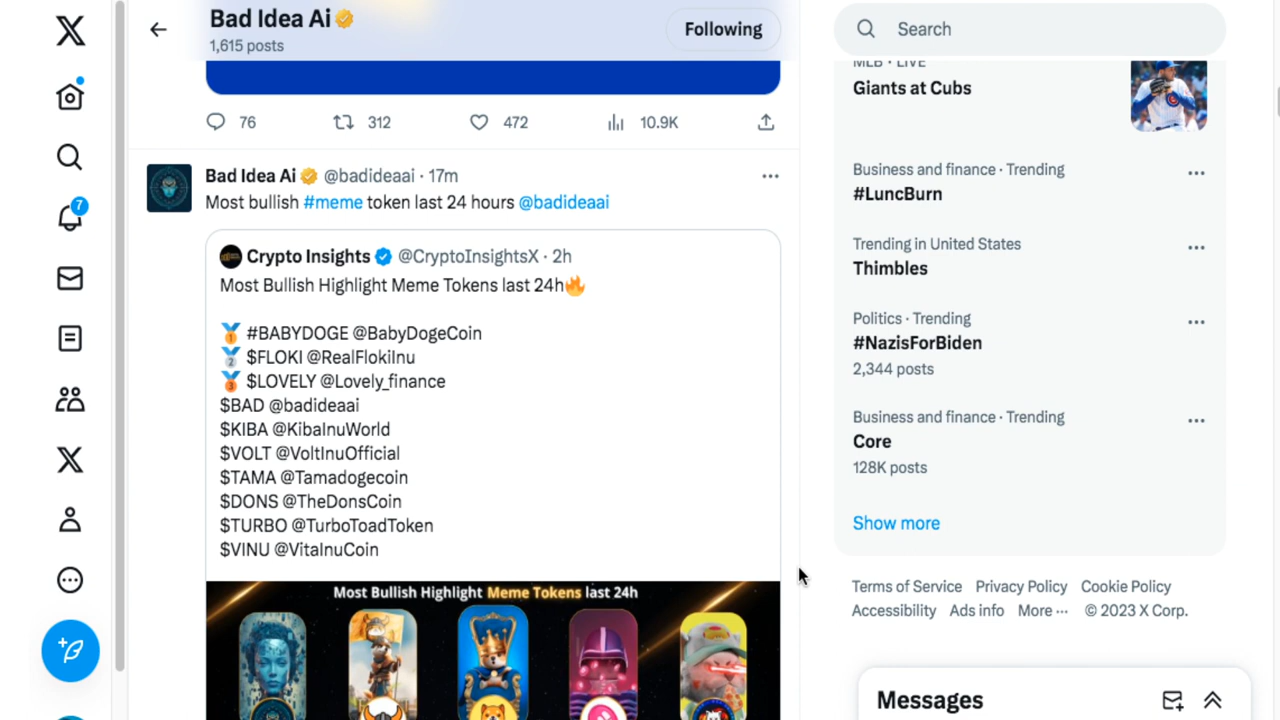 Bad Idea Ai
1,615 posts
Following
76 312 472 10.9K
Bad Idea Ai @badideaai · 17m
Most bullish #meme token last 24 hours @badideaai
Crypto Insights @CryptoInsightsX · 2h
Most Bullish Highlight Meme Tokens last 24h🔥
🥇 #BABYDOGE @BabyDogeCoin
🥈 $FLOKI @RealFlokiInu
🥉 $LOVELY @Lovely_finance
$BAD @badideaai
$KIBA @KibaInuWorld
$VOLT @VoltInuOfficial
$TAMA @Tamadogecoin
$DONS @TheDonsCoin
$TURBO @TurboToadToken
$VINU @VitaInuCoin
Most Bullish Highlight Meme Tokens last 24h
7
Search
MLB · LIVE
Giants at Cubs
Business and finance · Trending
#LuncBurn
Trending in United States
Thimbles
Politics · Trending
#NazisForBiden
2,344 posts
Business and finance · Trending
Core
128K posts
Show more
Terms of Service Privacy Policy Cookie Policy
Accessibility Ads info More ··· © 2023 X Corp.
Messages